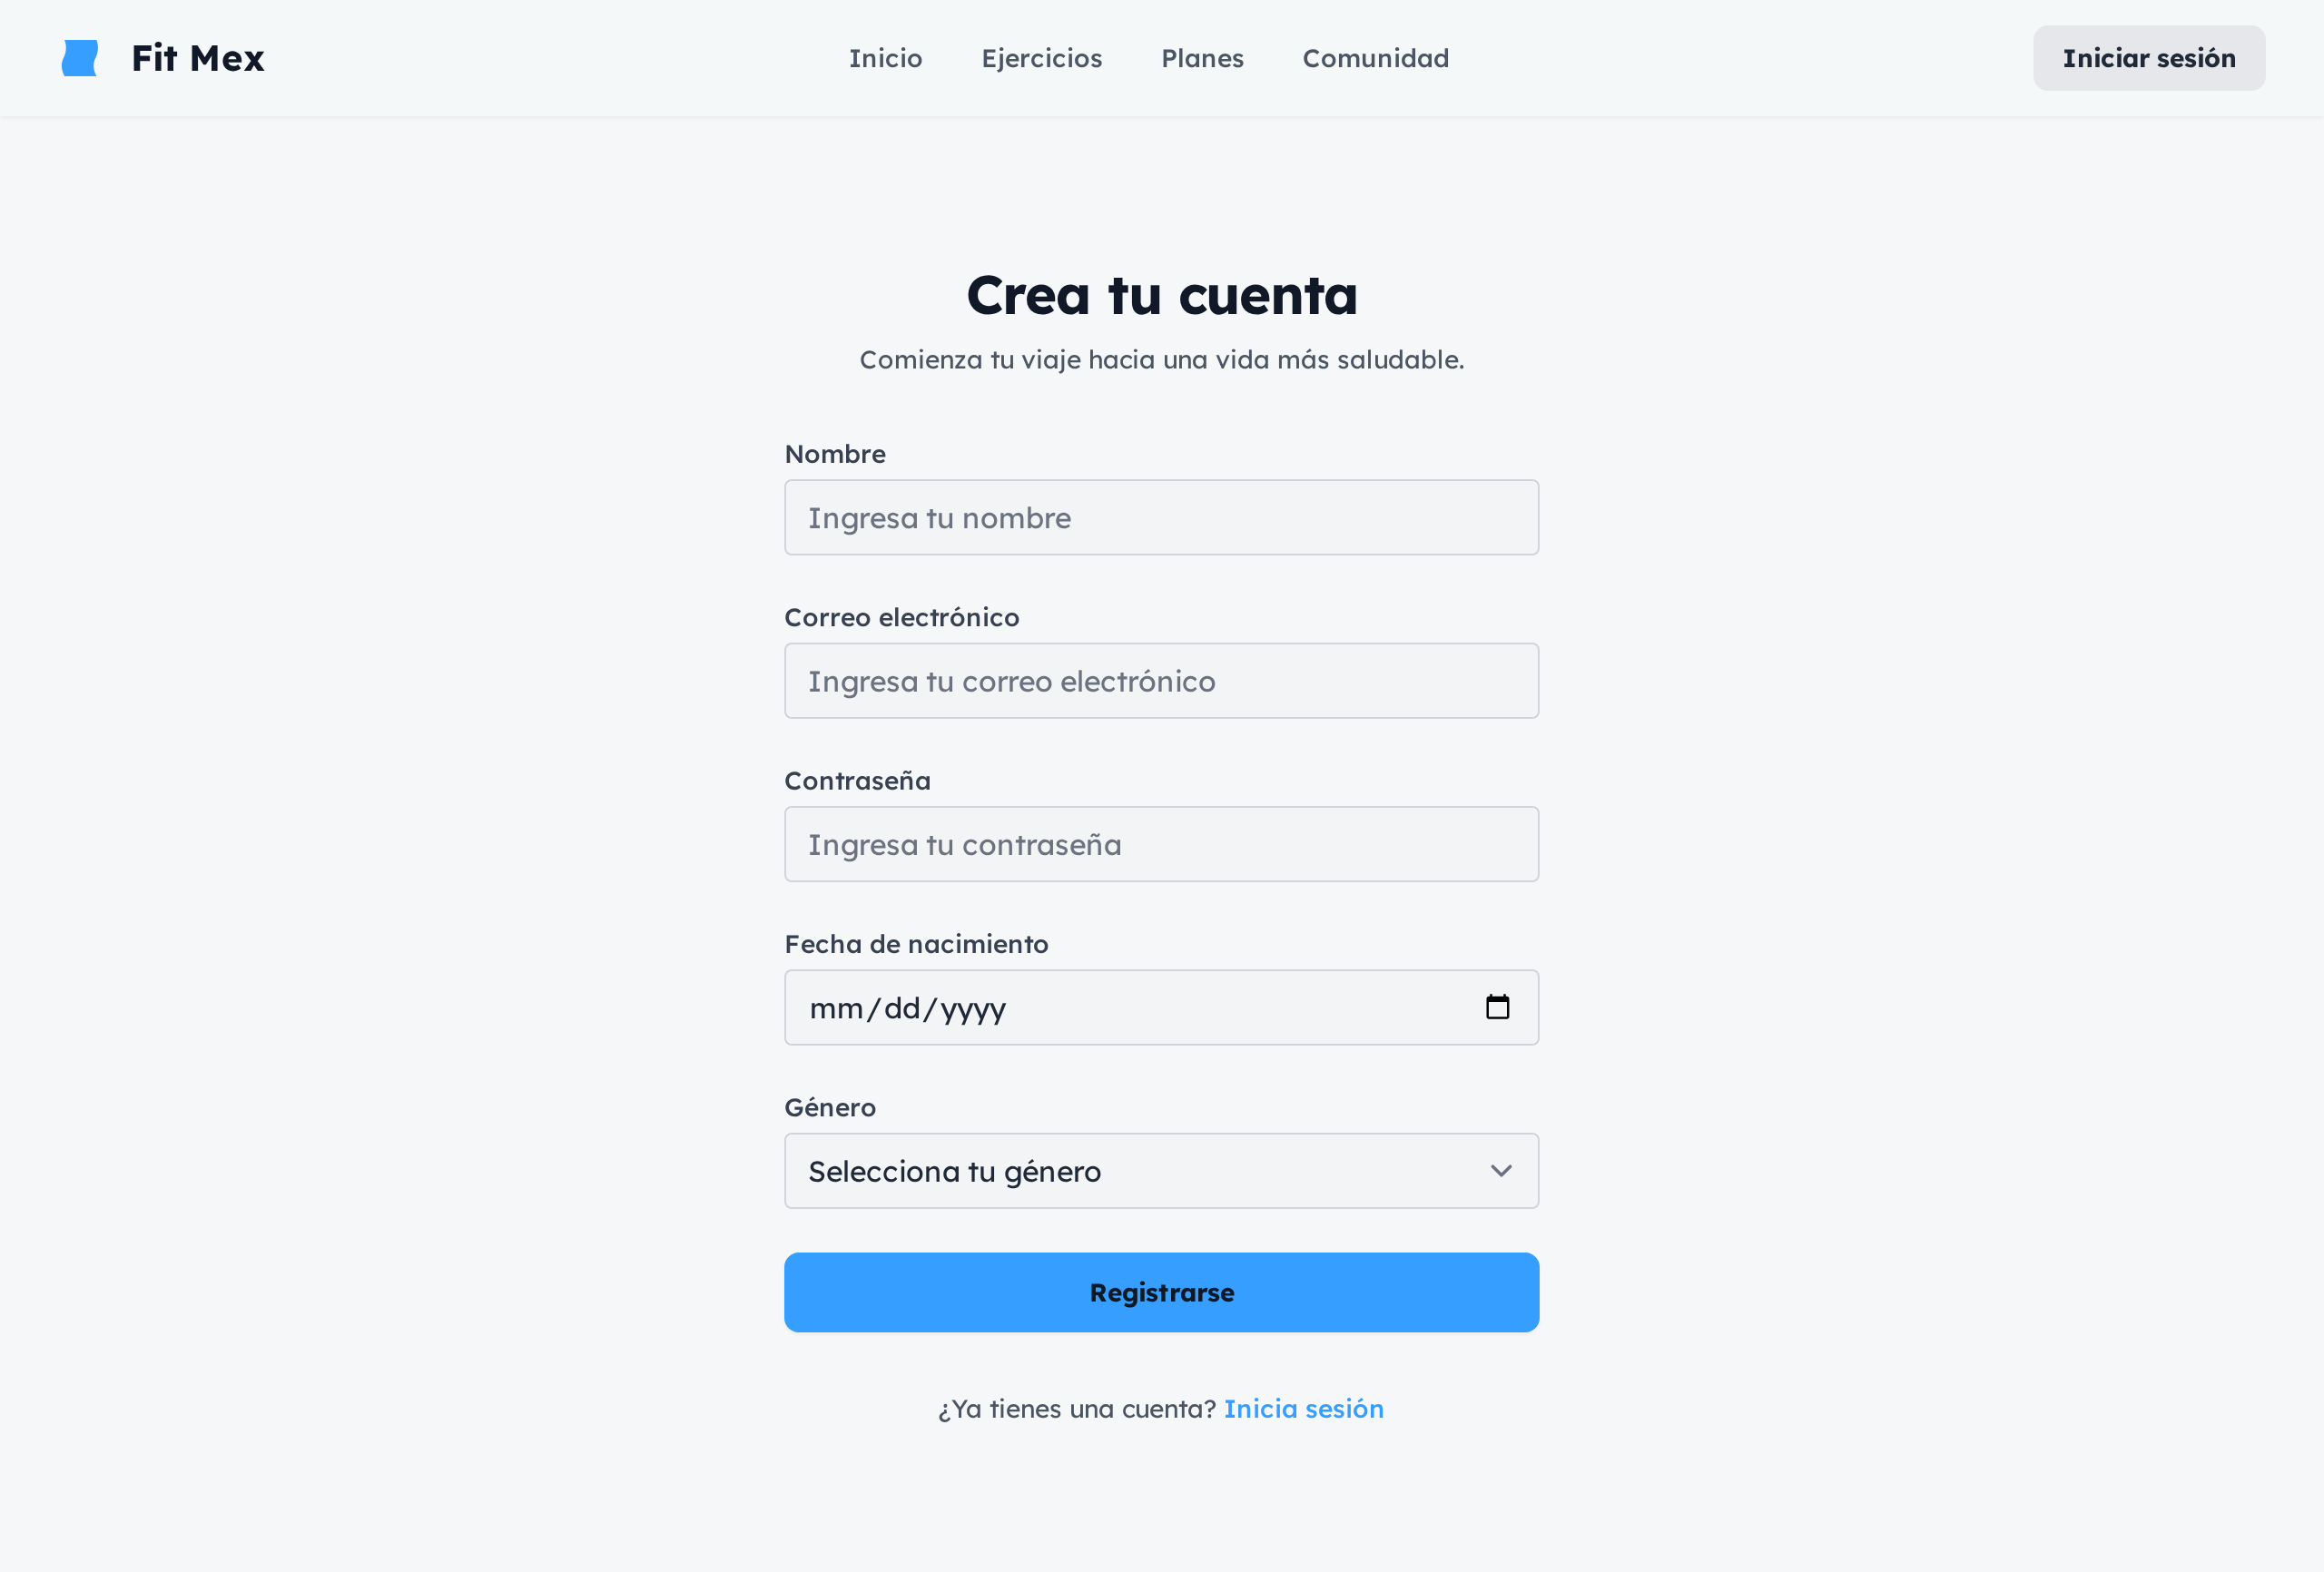 Fit Mex
Inicio Ejercicios Planes Comunidad
Iniciar sesión
Crea tu cuenta
Comienza tu viaje hacia una vida más saludable.
Nombre
Ingresa tu nombre
Correo electrónico
Ingresa tu correo electrónico
Contraseña
Ingresa tu contraseña
Fecha de nacimiento
mm/dd/yyyy
Género
Selecciona tu género
Registrarse
¿Ya tienes una cuenta? Inicia sesión